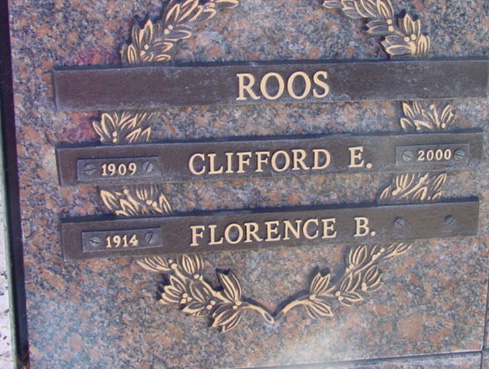 ROOS
1909 CLIFFORD E. 2000
1914 FLORENCE B.